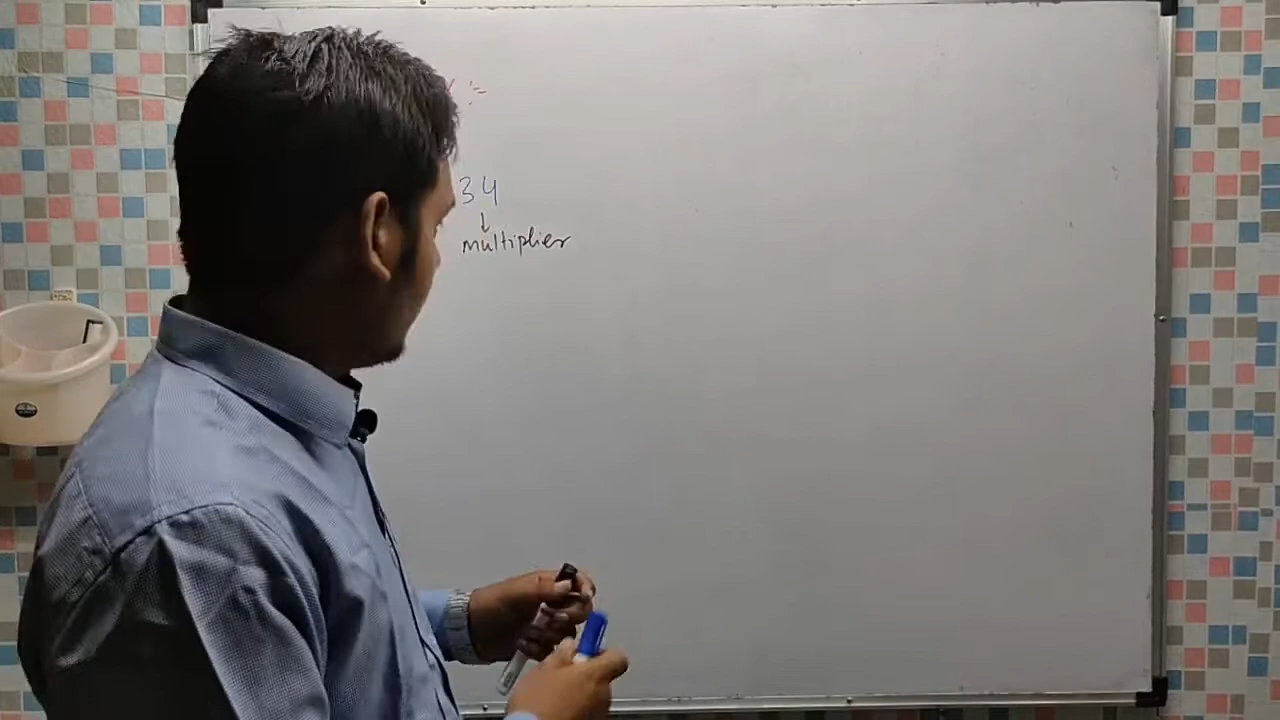 :-
34
↓
multiplier